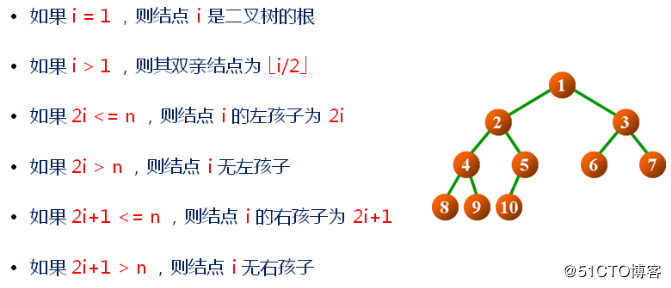 • 如果 i = 1 ，则结点 i 是二叉树的根
• 如果 i > 1 ，则其双亲结点为 ⌊i/2⌋
• 如果 2i <= n ，则结点 i 的左孩子为 2i
• 如果 2i > n ，则结点 i 无左孩子
• 如果 2i+1 <= n ，则结点 i 的右孩子为 2i+1
• 如果 2i+1 > n ，则结点 i 无右孩子
1
2 3
4 5 6 7
8 9 10
@51CTO博客